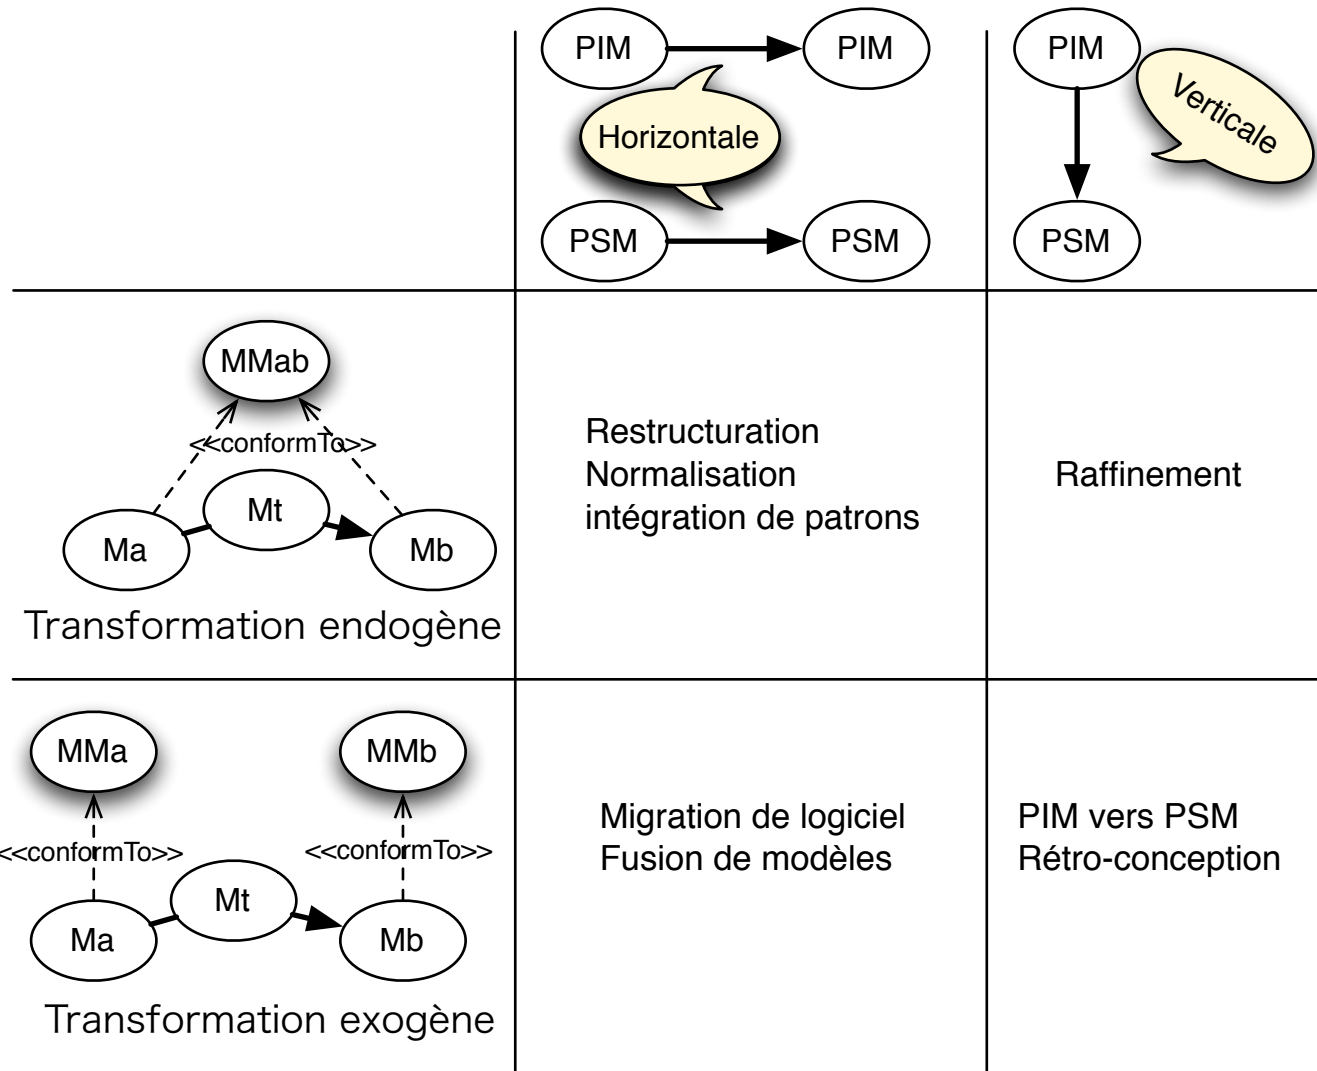 PIM
PIM
PIM
Horizontale
Verticale
PSM
PSM
PSM
MMab
<<conformTo>>
Mt
Ma
Mb
Transformation endogène
Restructuration
Normalisation
intégration de patrons
Raffinement
MMa
MMb
<<conformTo>>
<<conformTo>>
Mt
Ma
Mb
Transformation exogène
Migration de logiciel
Fusion de modèles
PIM vers PSM
Rétro-conception